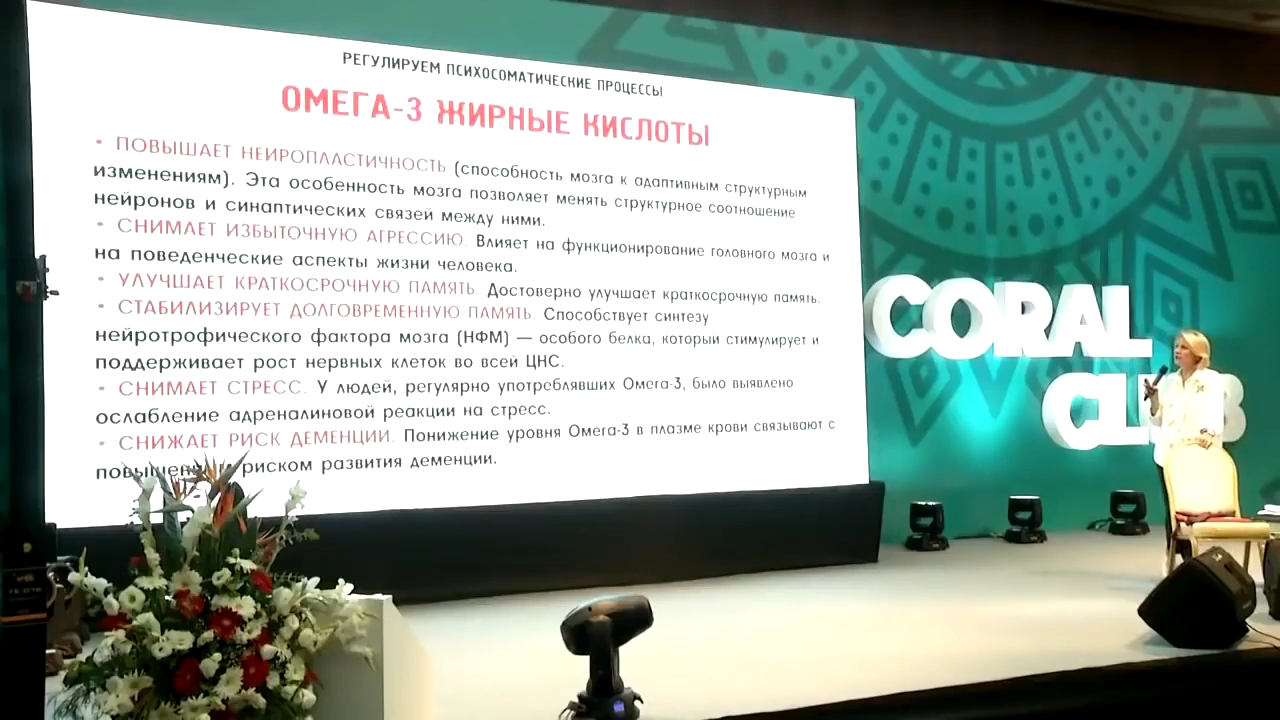 РЕГУЛИРУЕМ ПСИХОСОМАТИЧЕСКИЕ ПРОЦЕССЫ
ОМЕГА-3 ЖИРНЫЕ КИСЛОТЫ
• ПОВЫШАЕТ НЕЙРОПЛАСТИЧНОСТЬ (способность мозга к адаптивным структурным
изменениям). Эта особенность мозга позволяет менять структурное соотношение
нейронов и синаптических связей между ними.
• СНИМАЕТ ИЗБЫТОЧНУЮ АГРЕССИЮ. Влияет на функционирование головного мозга и
на поведенческие аспекты жизни человека.
• УЛУЧШАЕТ КРАТКОСРОЧНУЮ ПАМЯТЬ. Достоверно улучшает краткосрочную память.
• СТАБИЛИЗИРУЕТ ДОЛГОВРЕМЕННУЮ ПАМЯТЬ. Способствует синтезу
нейротрофического фактора мозга (НФМ) — особого белка, который стимулирует и
поддерживает рост нервных клеток во всей ЦНС.
• СНИМАЕТ СТРЕСС. У людей, регулярно употреблявших Омега-3, было выявлено
ослабление адреналиновой реакции на стресс.
• СНИЖАЕТ РИСК ДЕМЕНЦИИ. Понижение уровня Омега-3 в плазме крови связывают с
повышенным риском развития деменции.
CORAL
CLUB